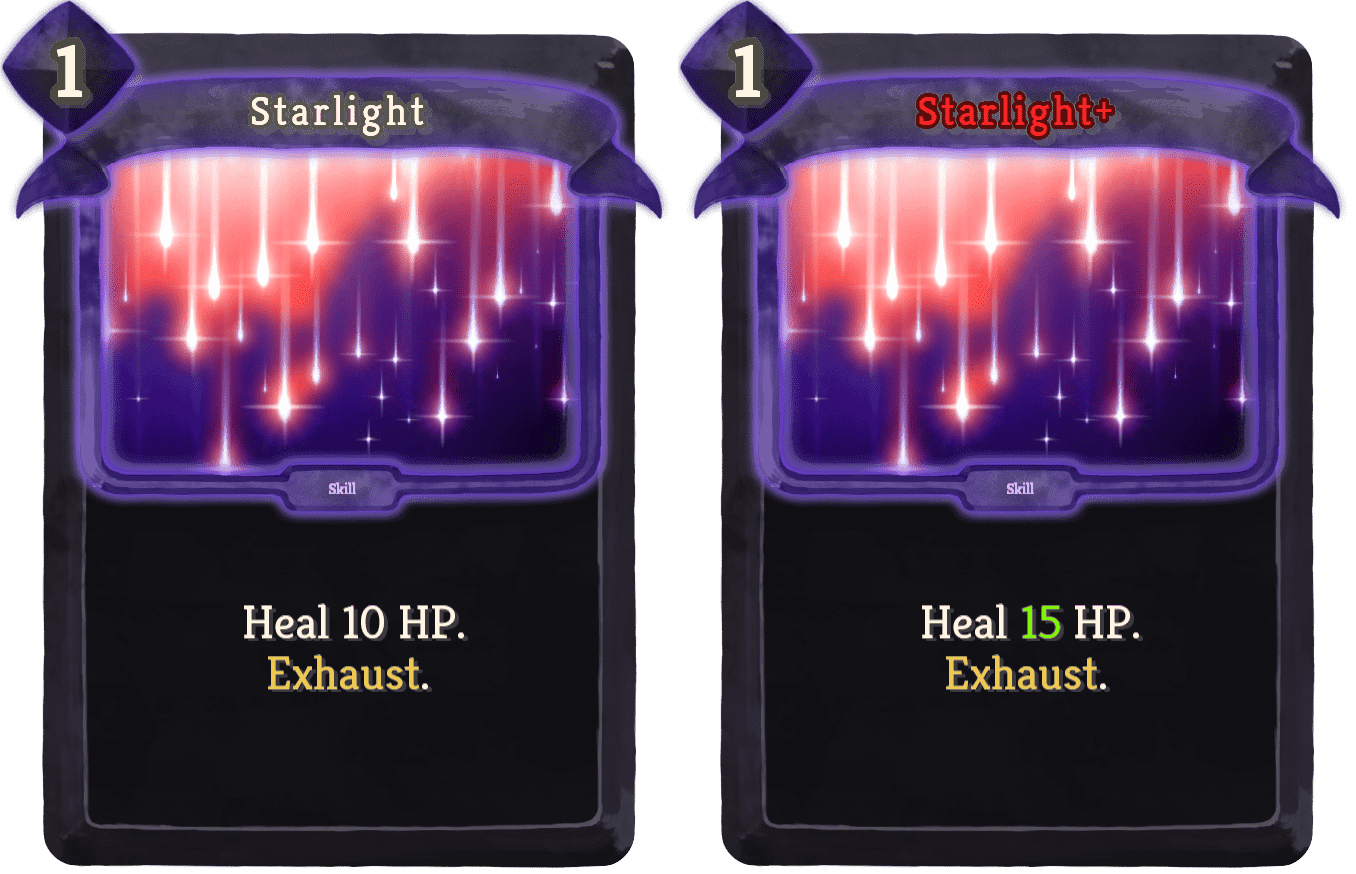 1
Starlight
Skill
Heal 10 HP.
Exhaust.
1
Starlight+
Skill
Heal 15 HP.
Exhaust.